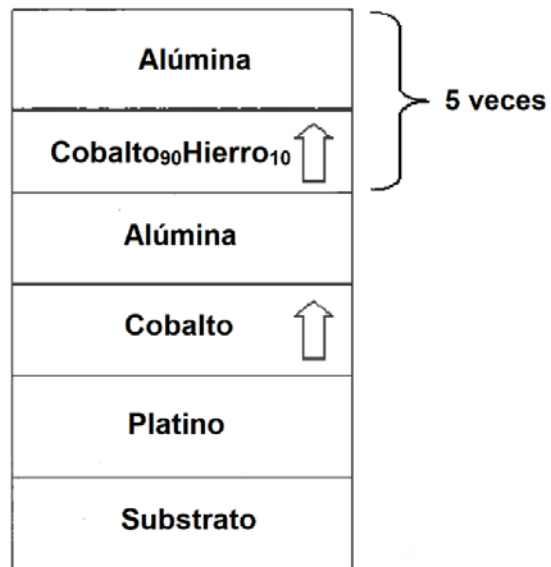 Alúmina
5 veces
Cobalto₉₀Hierro₁₀
Alúmina
Cobalto
Platino
Substrato